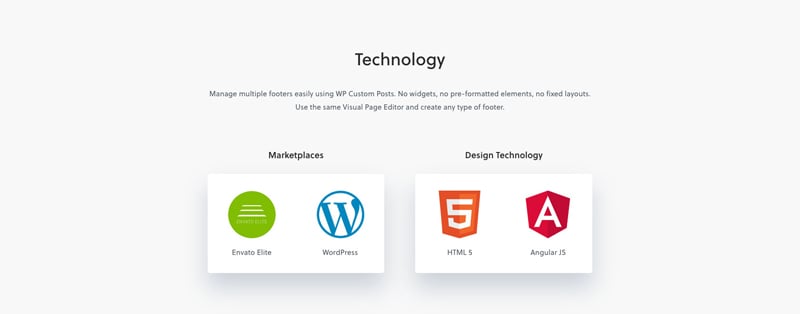 Technology
Manage multiple footers easily using WP Custom Posts. No widgets, no pre-formatted elements, no fixed layouts.
Use the same Visual Page Editor and create any type of footer.
Marketplaces
Design Technology
ENVATO ELITE
W
5
A
Envato Elite
WordPress
HTML 5
Angular JS